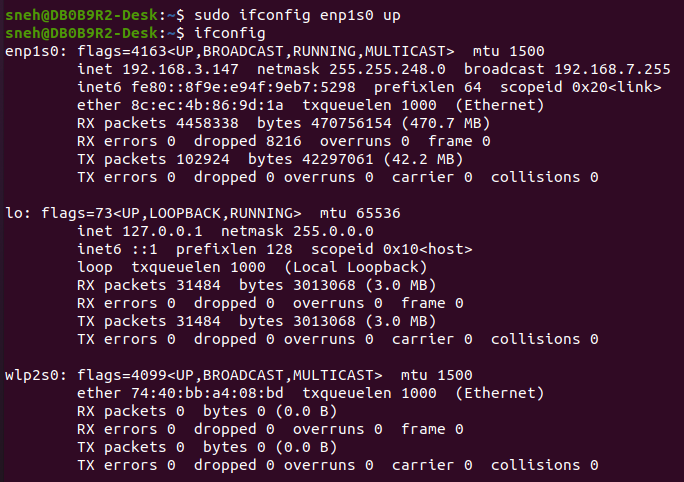 sneh@DB0B9R2-Desk:~$ sudo ifconfig enp1s0 up
sneh@DB0B9R2-Desk:~$ ifconfig
enp1s0: flags=4163<UP,BROADCAST,RUNNING,MULTICAST>  mtu 1500
        inet 192.168.3.147  netmask 255.255.248.0  broadcast 192.168.7.255
        inet6 fe80::8f9e:e94f:9eb7:5298  prefixlen 64  scopeid 0x20<link>
        ether 8c:ec:4b:86:9d:1a  txqueuelen 1000  (Ethernet)
        RX packets 4458338  bytes 470756154 (470.7 MB)
        RX errors 0  dropped 8216  overruns 0  frame 0
        TX packets 102924  bytes 42297061 (42.2 MB)
        TX errors 0  dropped 0 overruns 0  carrier 0  collisions 0

lo: flags=73<UP,LOOPBACK,RUNNING>  mtu 65536
        inet 127.0.0.1  netmask 255.0.0.0
        inet6 ::1  prefixlen 128  scopeid 0x10<host>
        loop  txqueuelen 1000  (Local Loopback)
        RX packets 31484  bytes 3013068 (3.0 MB)
        RX errors 0  dropped 0  overruns 0  frame 0
        TX packets 31484  bytes 3013068 (3.0 MB)
        TX errors 0  dropped 0 overruns 0  carrier 0  collisions 0

wlp2s0: flags=4099<UP,BROADCAST,MULTICAST>  mtu 1500
        ether 74:40:bb:a4:08:bd  txqueuelen 1000  (Ethernet)
        RX packets 0  bytes 0 (0.0 B)
        RX errors 0  dropped 0  overruns 0  frame 0
        TX packets 0  bytes 0 (0.0 B)
        TX errors 0  dropped 0 overruns 0  carrier 0  collisions 0